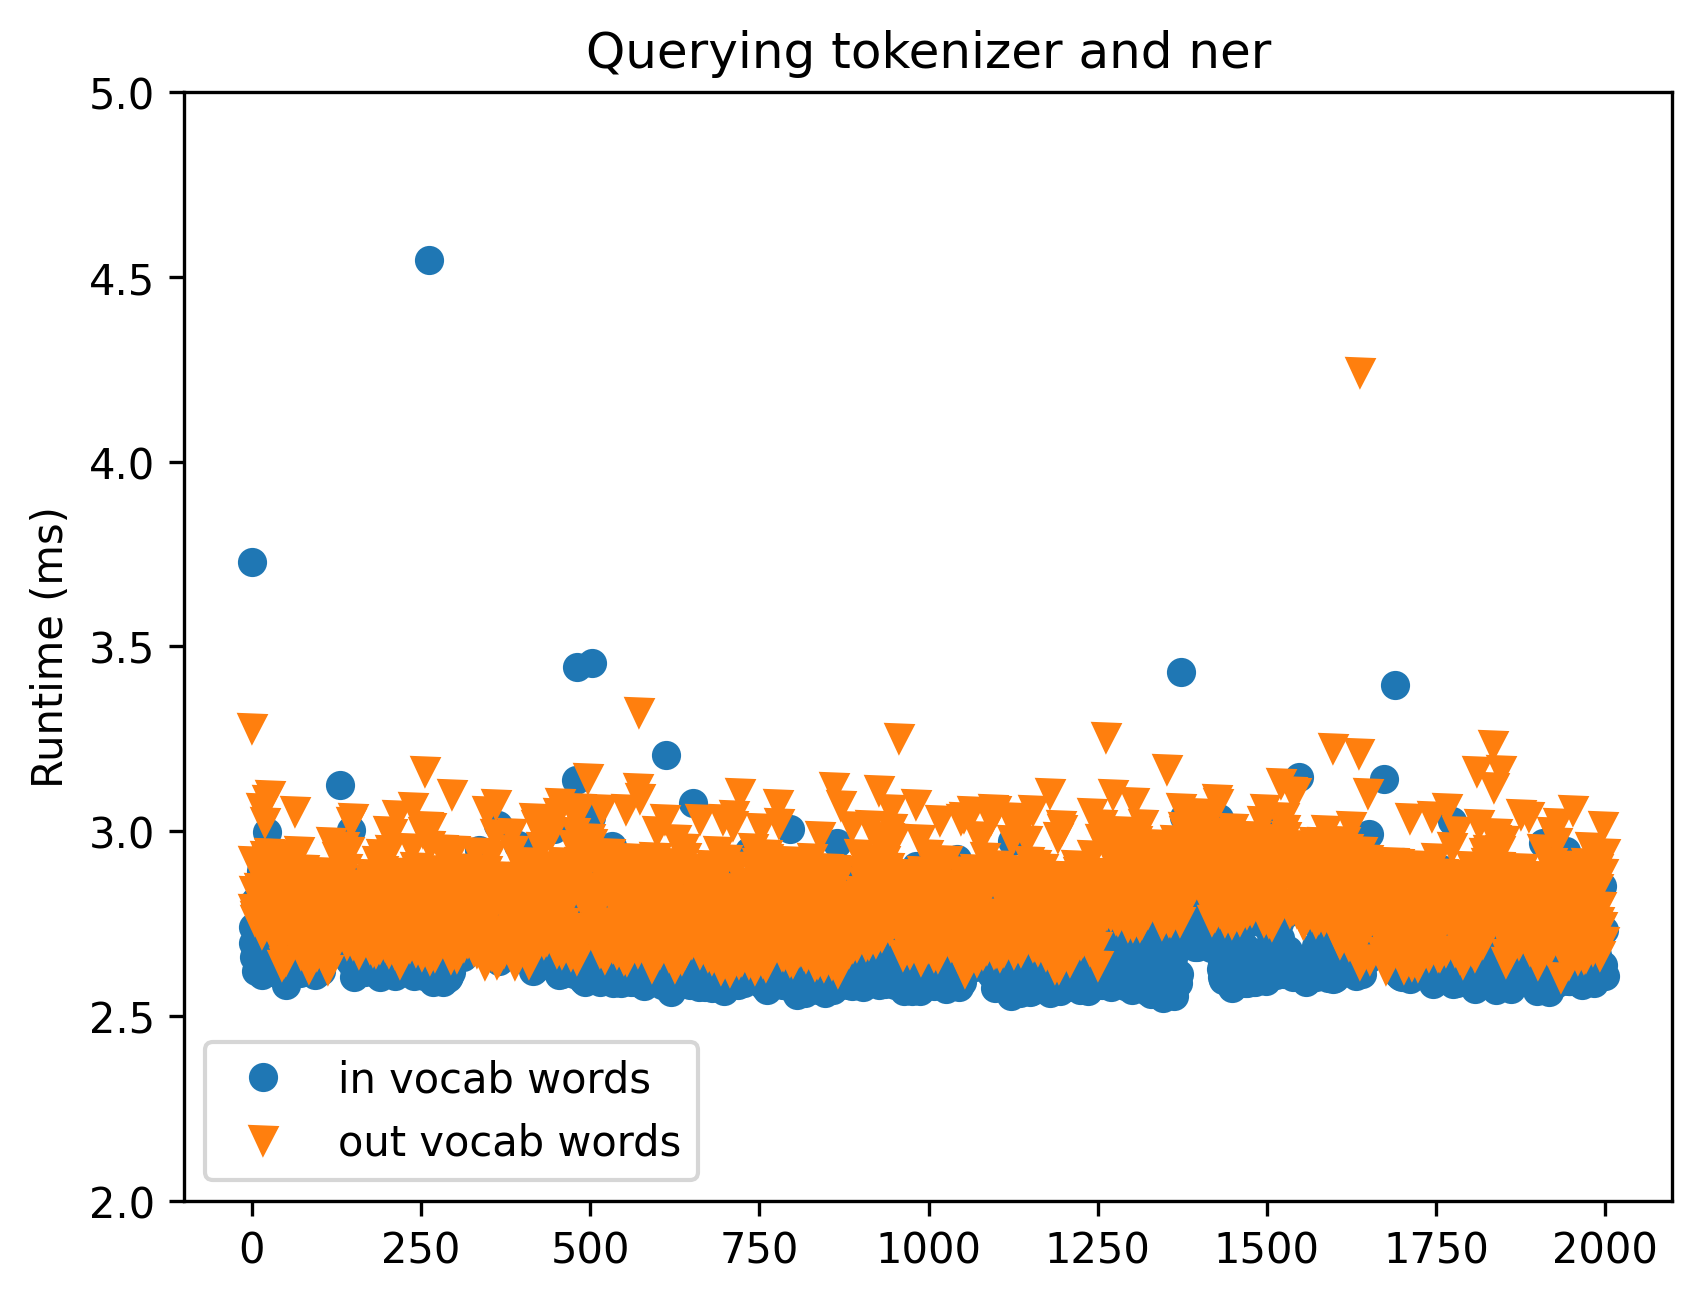 Querying tokenizer and ner
5.0
4.5
4.0
3.5
3.0
2.5
2.0
Runtime (ms)
in vocab words
out vocab words
0 250 500 750 1000 1250 1500 1750 2000